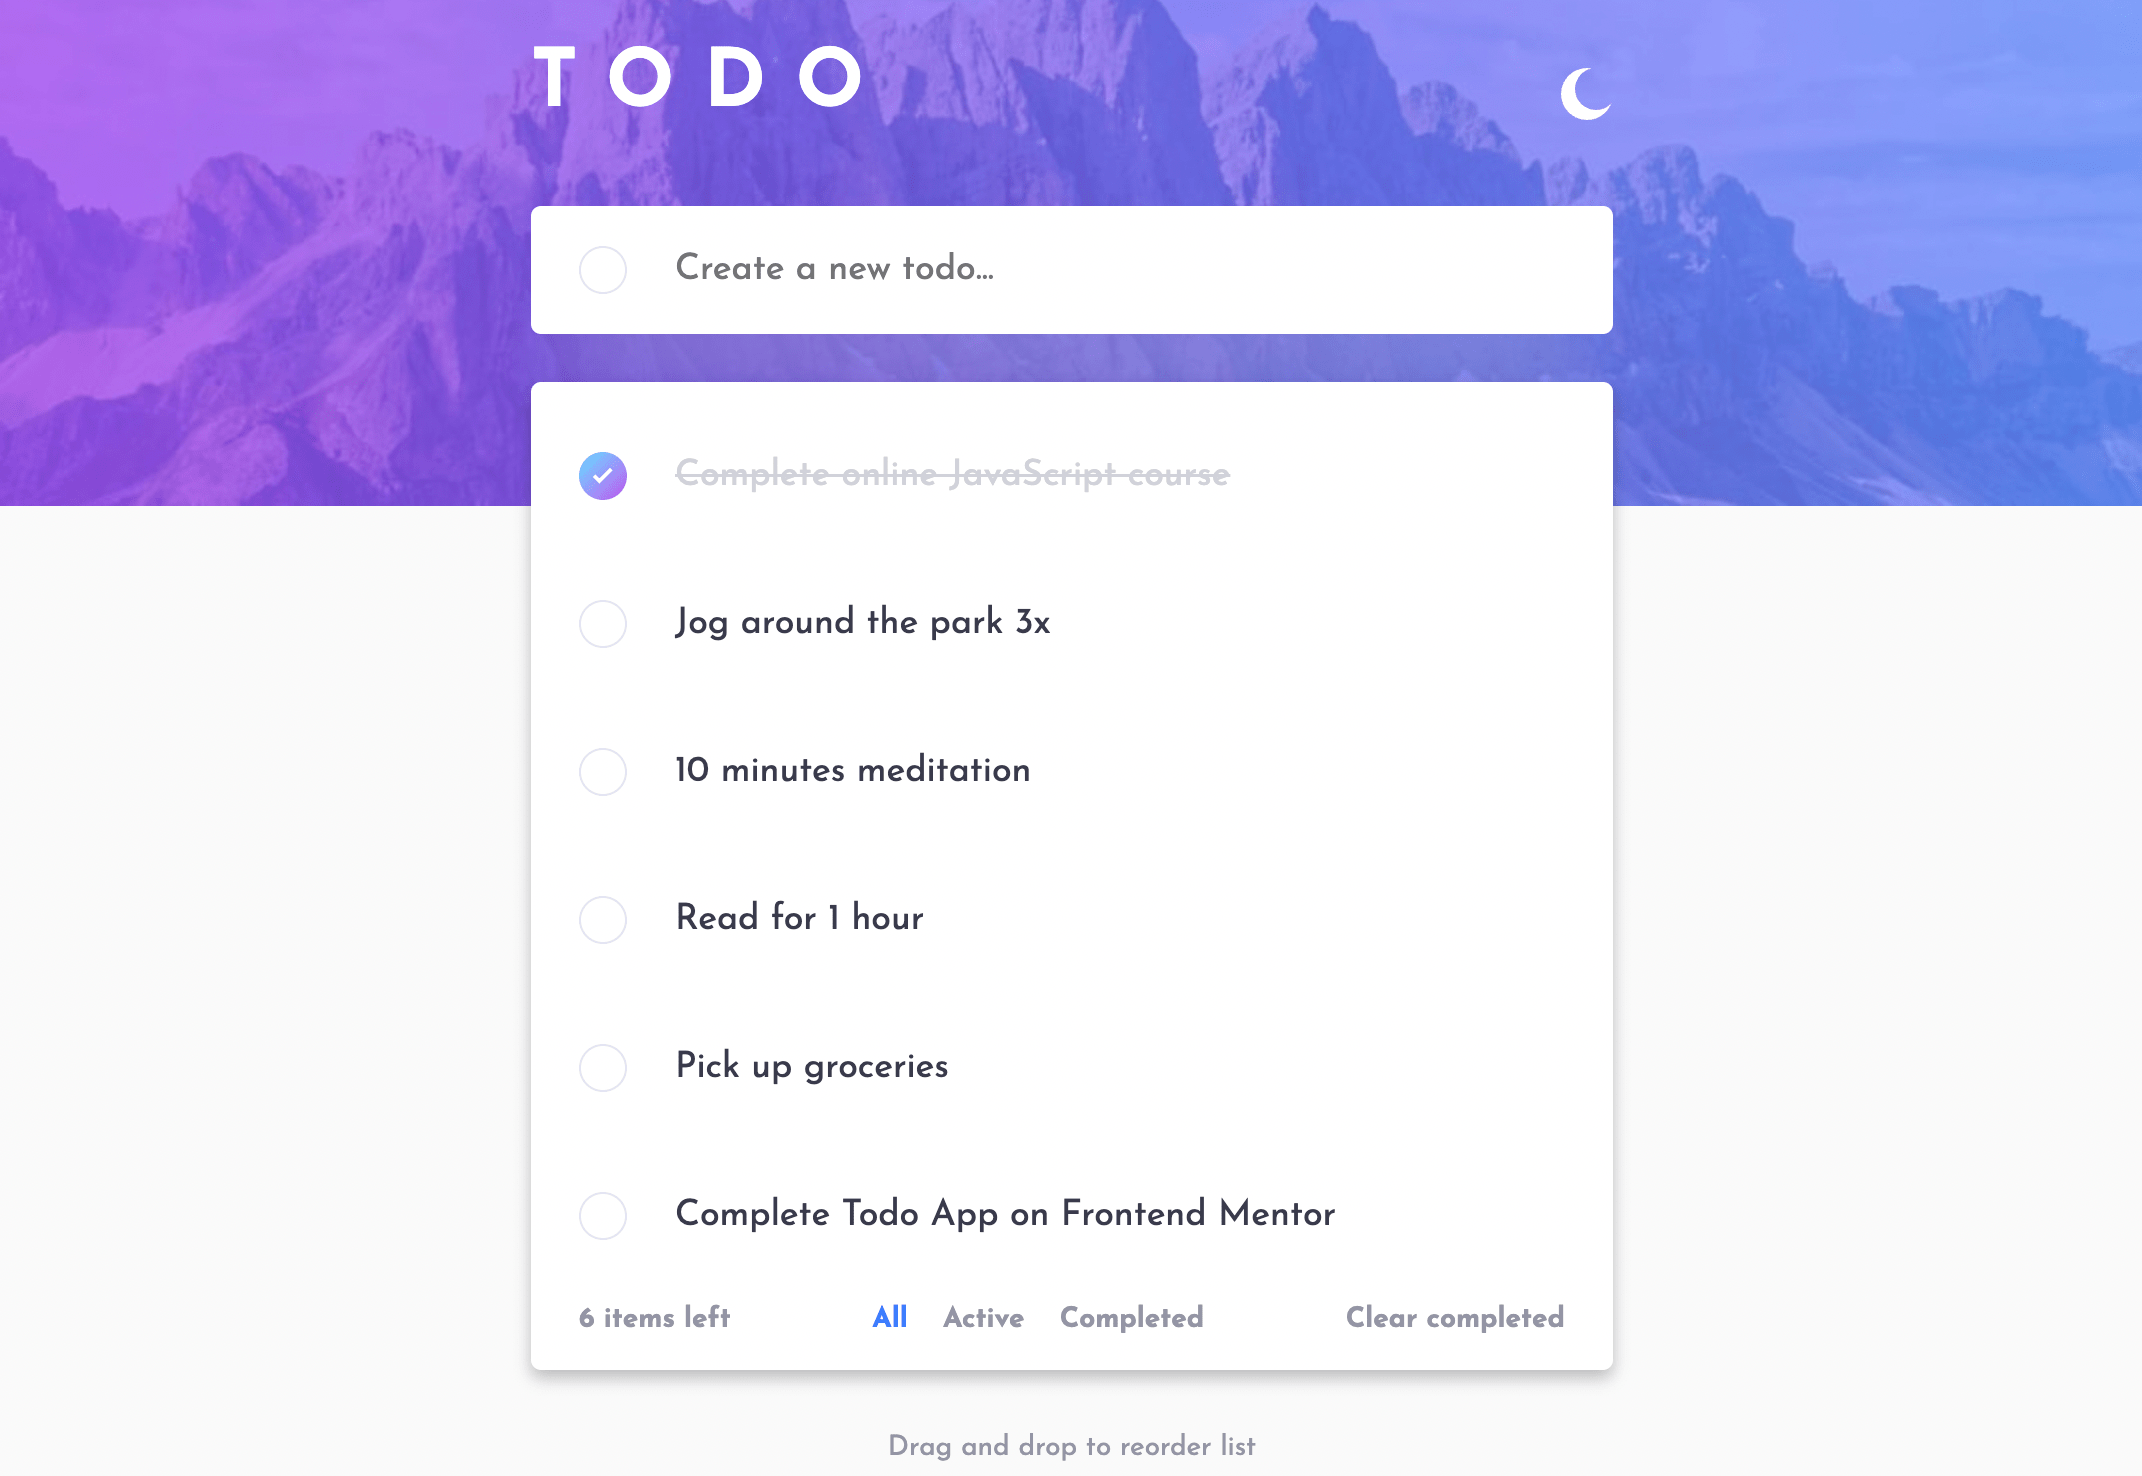 TODO
Create a new todo...
Complete online JavaScript course
Jog around the park 3x
10 minutes meditation
Read for 1 hour
Pick up groceries
Complete Todo App on Frontend Mentor
6 items left All Active Completed Clear completed
Drag and drop to reorder list